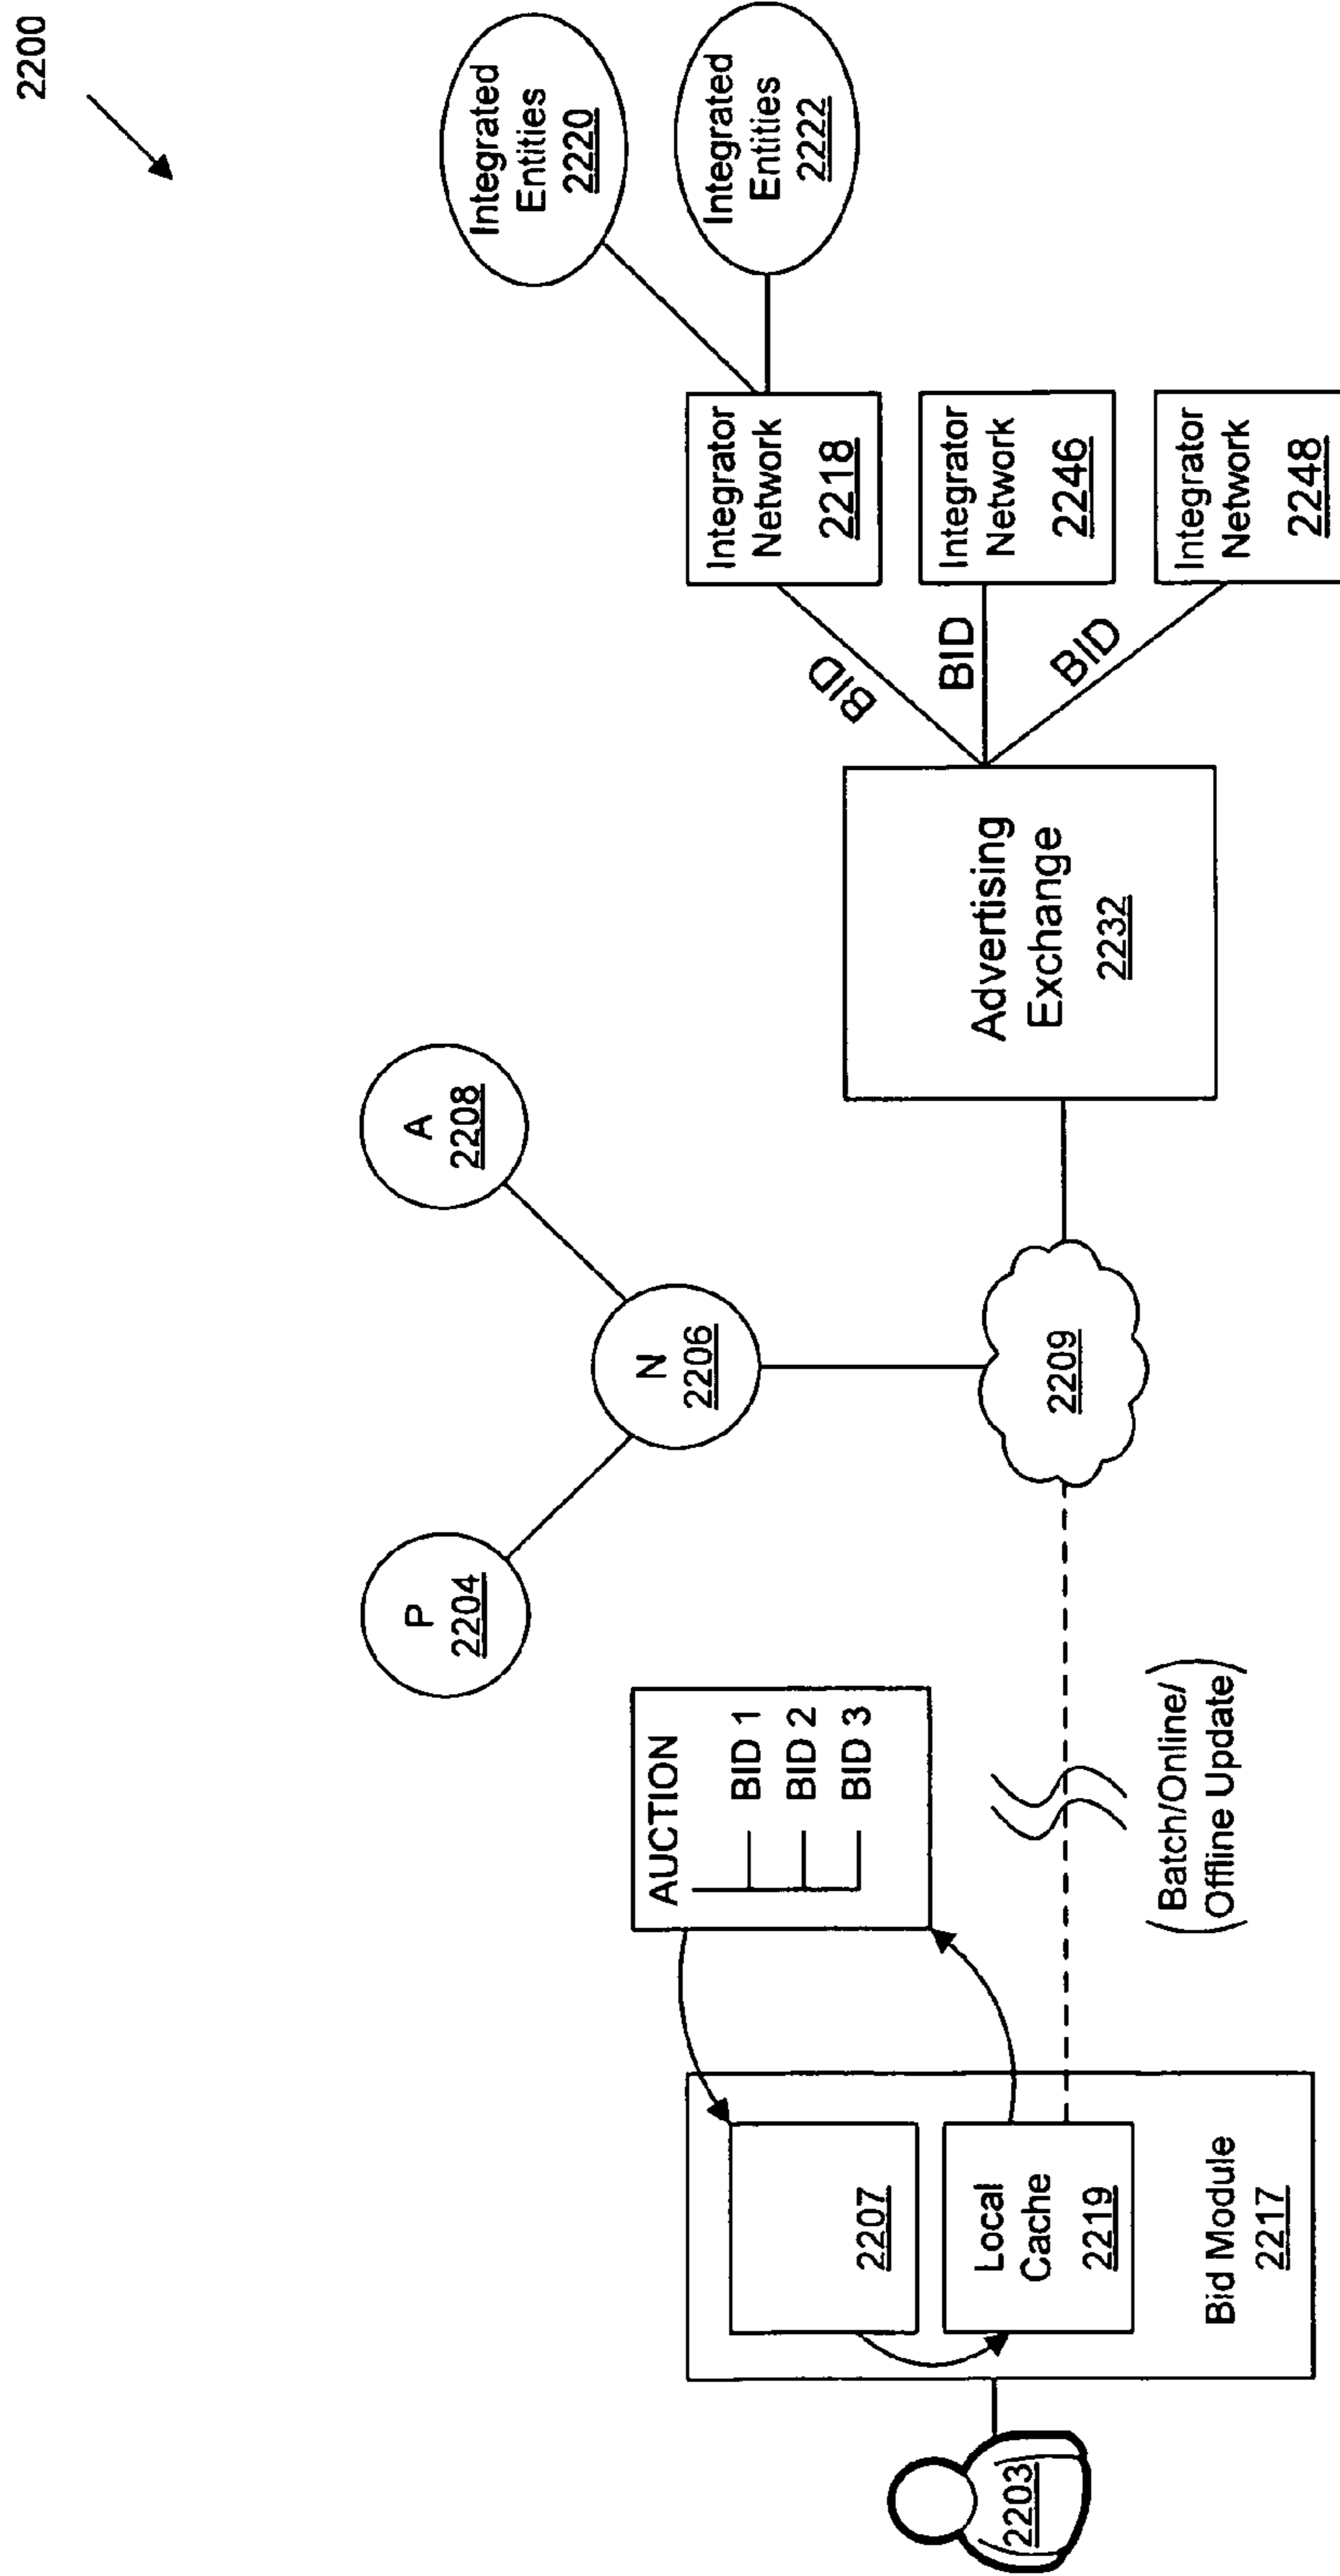 2200
P
2204
A
2208
N
2206
2209
AUCTION
BID 1
BID 2
BID 3
2203
2207
Local
Cache
2219
Bid Module
2217
(Batch/Online/
Offline Update)
Advertising
Exchange
2232
BID
BID
BID
Integrator
Network
2218
Integrator
Network
2246
Integrator
Network
2248
Integrated
Entities
2220
Integrated
Entities
2222